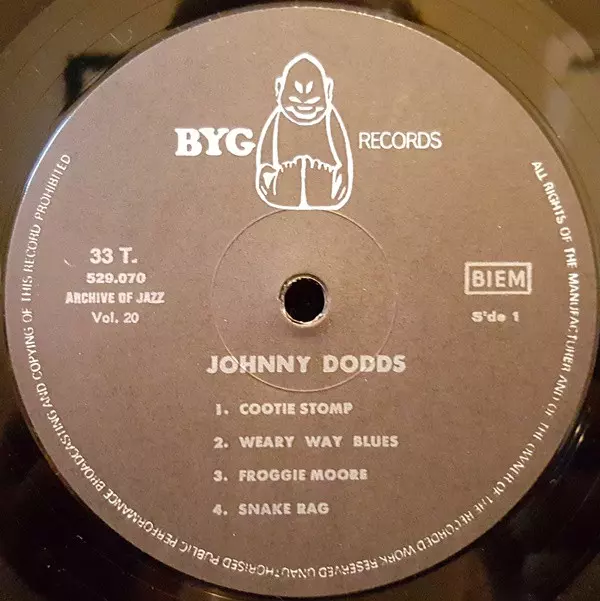 BYG RECORDS
33 T.
529.070
ARCHIVE OF JAZZ
Vol. 20
BIEM
S'de 1
JOHNNY DODDS
1. COOTIE STOMP
2. WEARY WAY BLUES
3. FROGGIE MOORE
4. SNAKE RAG
ALL RIGHTS OF THE MANUFACTURER AND OF THE OWNER OF THE RECORDED WORK RESERVED UNAUTHORISED PUBLIC PERFORMANCE BROADCASTING AND COPYING OF THIS RECORD PROHIBITED